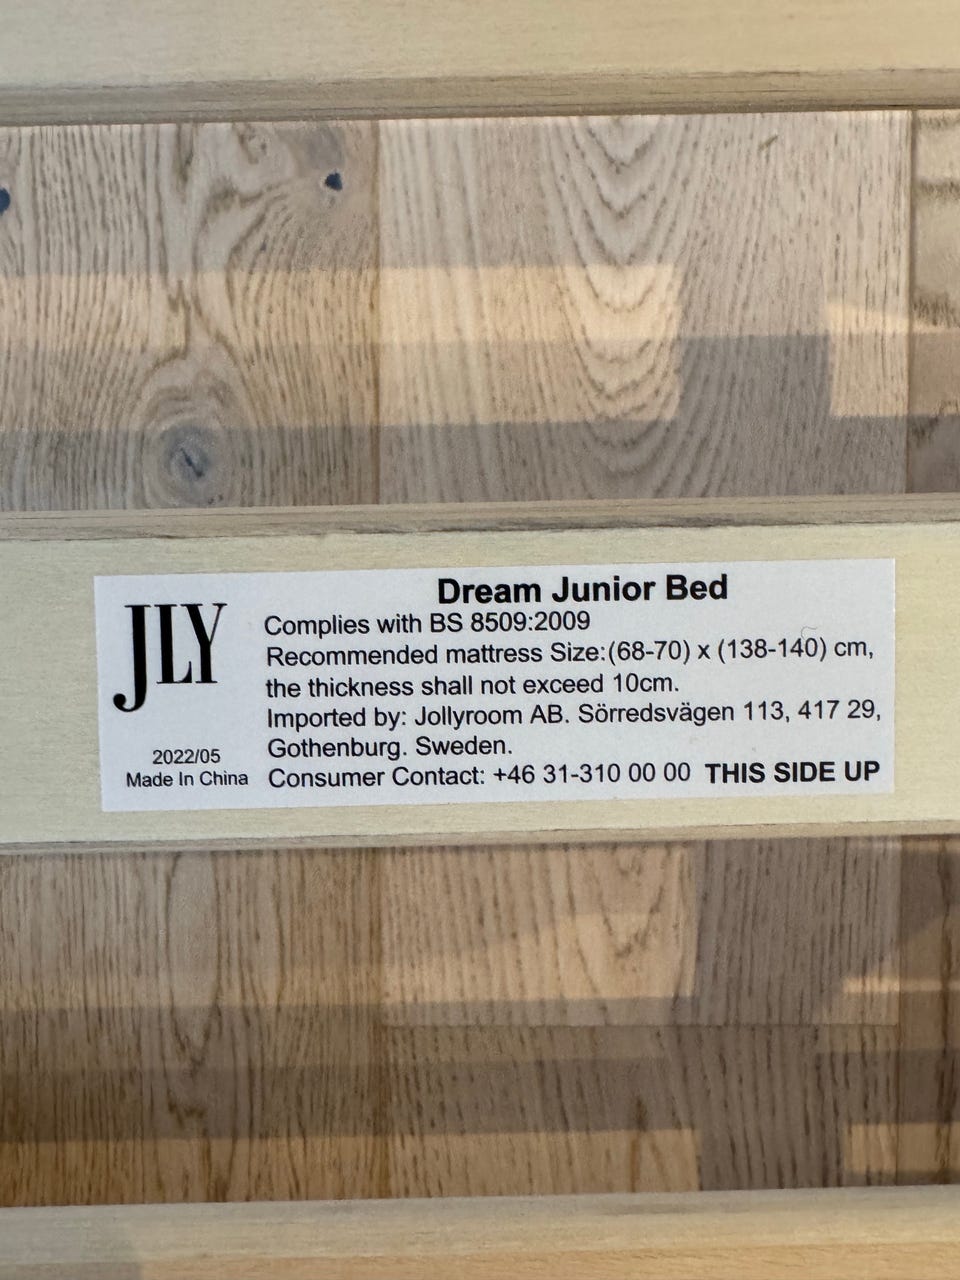 JLY
2022/05
Made In China
Dream Junior Bed
Complies with BS 8509:2009
Recommended mattress Size:(68-70) x (138-140) cm,
the thickness shall not exceed 10cm.
Imported by: Jollyroom AB. Sörredsvägen 113, 417 29,
Gothenburg. Sweden.
Consumer Contact: +46 31-310 00 00 THIS SIDE UP